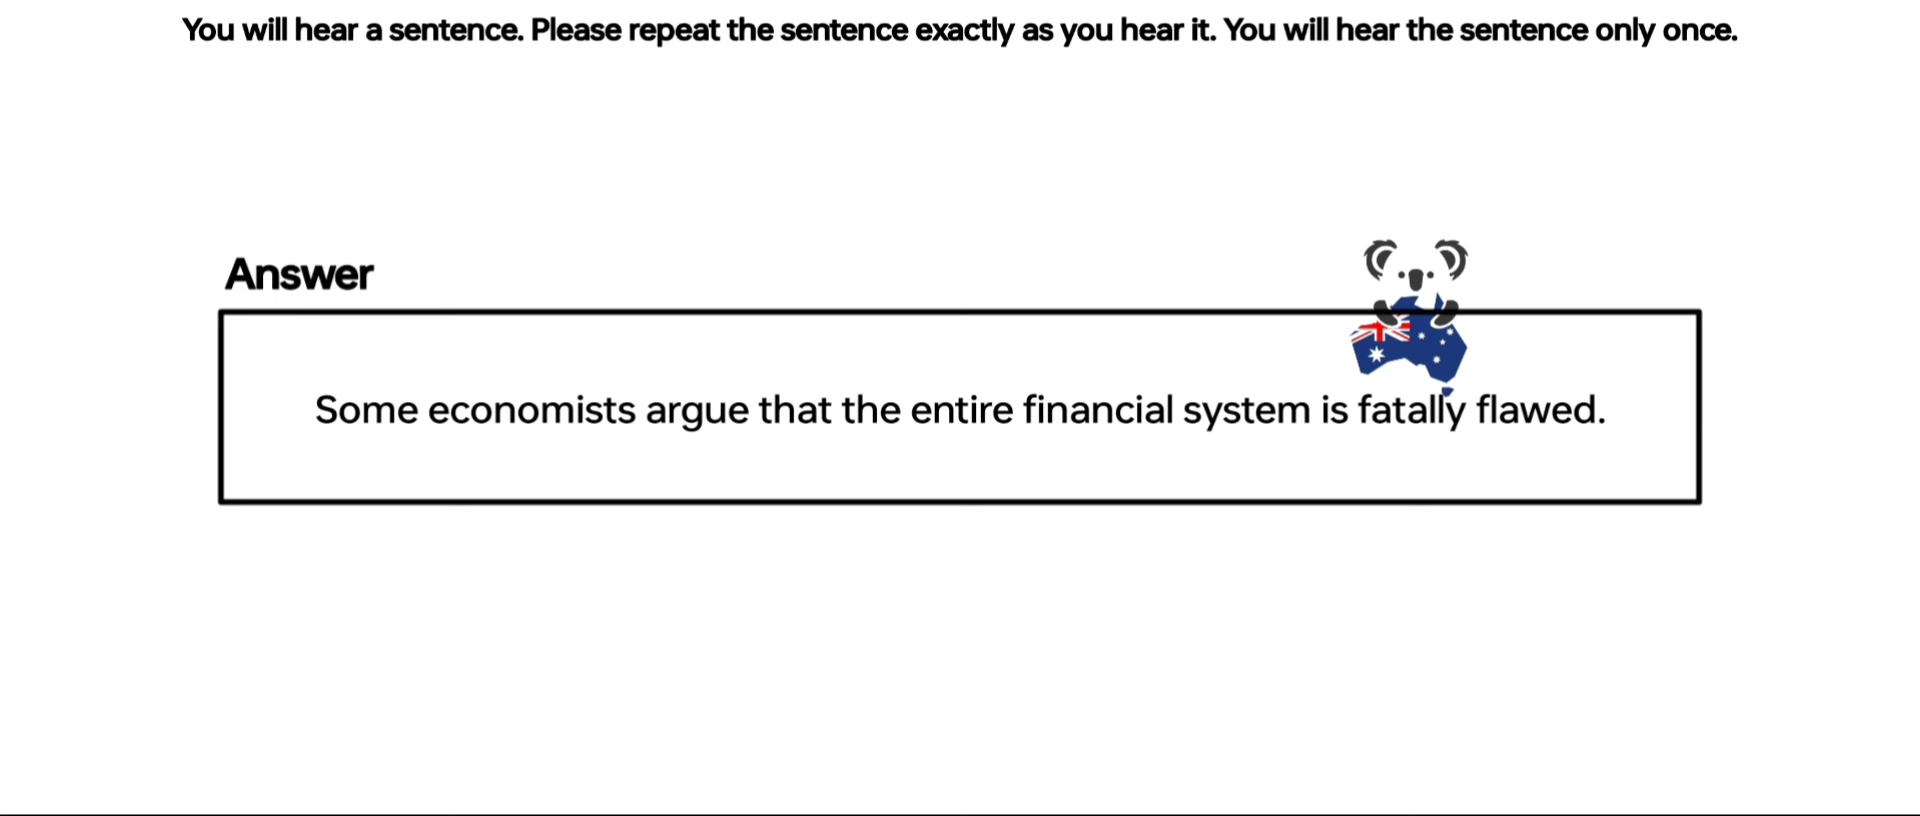 You will hear a sentence. Please repeat the sentence exactly as you hear it. You will hear the sentence only once.
Answer
Some economists argue that the entire financial system is fatally flawed.